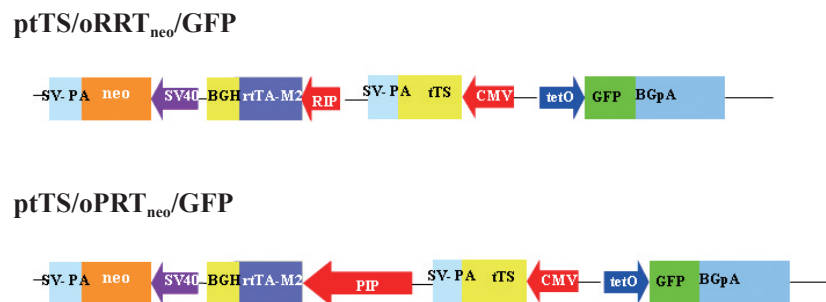 ptTS/oRRTneo/GFP
SV- PA neo SV40 BGH rtTA-M2 RIP SV- PA tTS CMV tetO GFP BGpA
ptTS/oPRTneo/GFP
SV- PA neo SV40 BGH rtTA-M2 PIP SV- PA tTS CMV tetO GFP BGpA